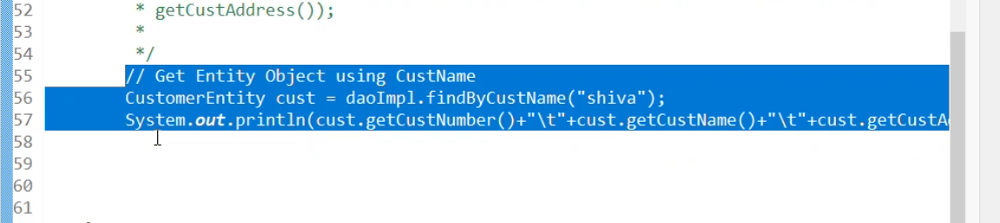 52 * getCustAddress());
53 *
54 */
55 // Get Entity Object using CustName
56 CustomerEntity cust = daoImpl.findByCustName("shiva");
57 System.out.println(cust.getCustNumber()+"\t"+cust.getCustName()+"\t"+cust.getCustA
58
59
60
61